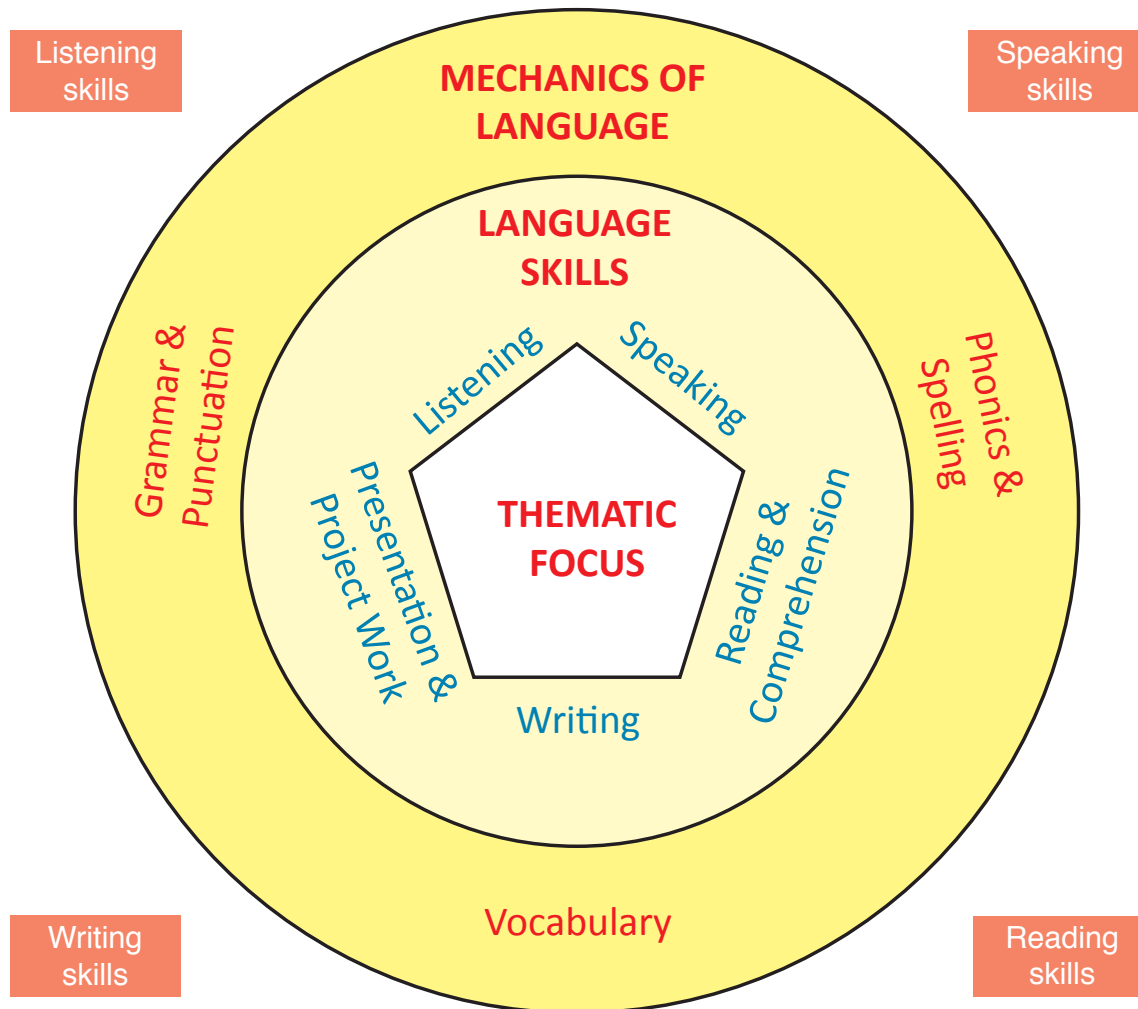 Listening
skills
Speaking
skills
MECHANICS OF
LANGUAGE
LANGUAGE
SKILLS
Grammar &
Punctuation
Phonics &
Spelling
Listening
Speaking
Presentation &
Project Work
THEMATIC
FOCUS
Reading &
Comprehension
Writing
Vocabulary
Writing
skills
Reading
skills